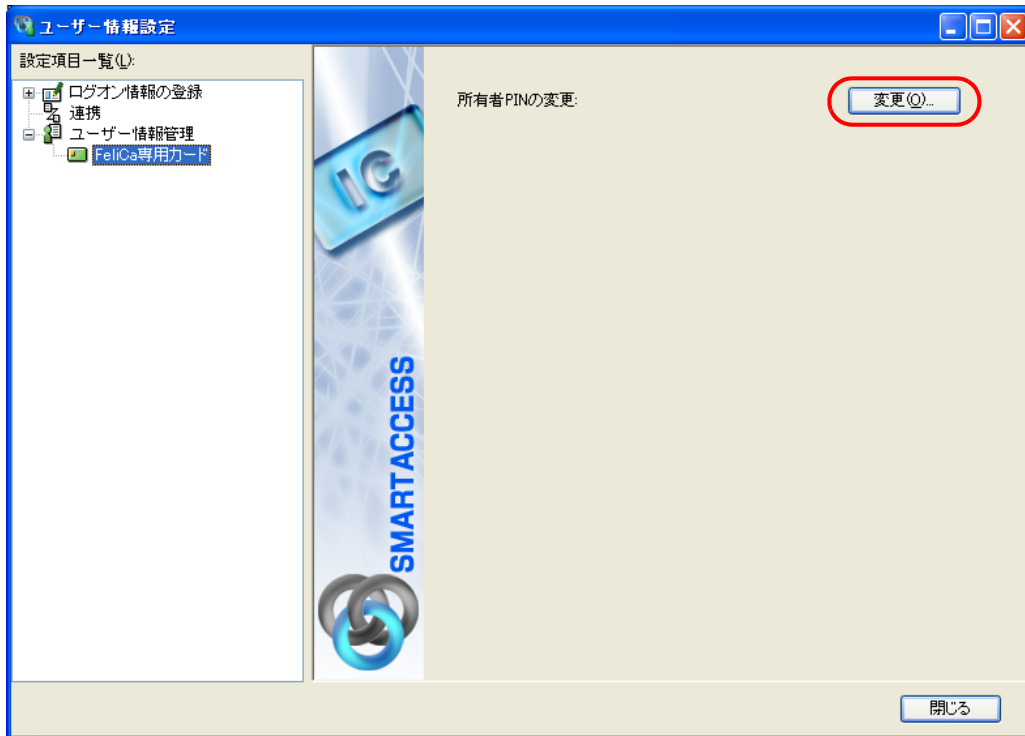 ユーザー情報設定
設定項目一覧(L):
ログオン情報の登録
連携
ユーザー情報管理
FeliCa専用カード
IC
SMARTACCESS
所有者PINの変更:
変更(O)...
閉じる